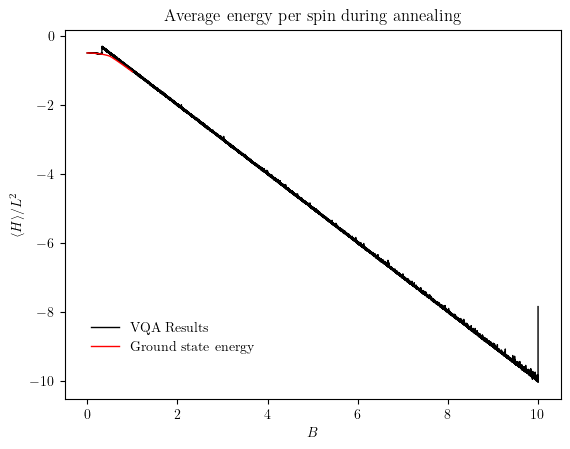 Average energy per spin during annealing
⟨H⟩/L²
0
−2
−4
−6
−8
−10
VQA Results
Ground state energy
0 2 4 6 8 10
B